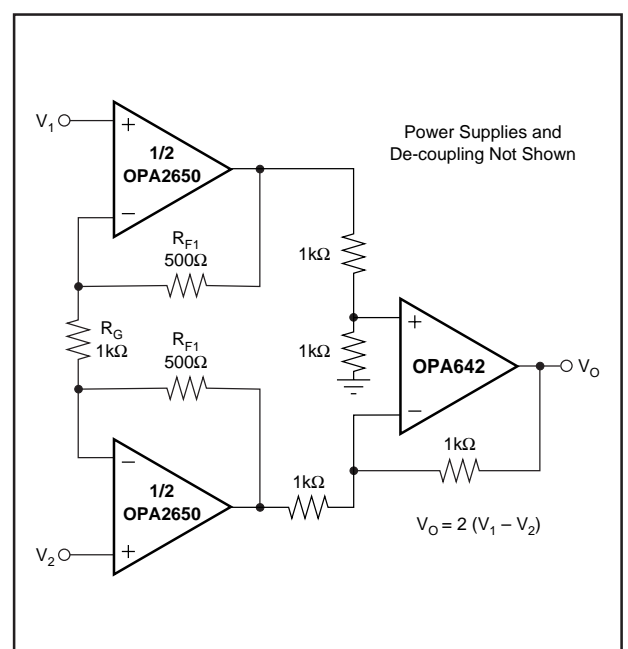 V1
+
1/2
OPA2650
−
Power Supplies and
De-coupling Not Shown
RF1
500Ω
1kΩ
RG
1kΩ
RF1
500Ω
1kΩ
+
OPA642
−
VO
1kΩ
−
1/2
OPA2650
+
V2
1kΩ
VO = 2 (V1 – V2)